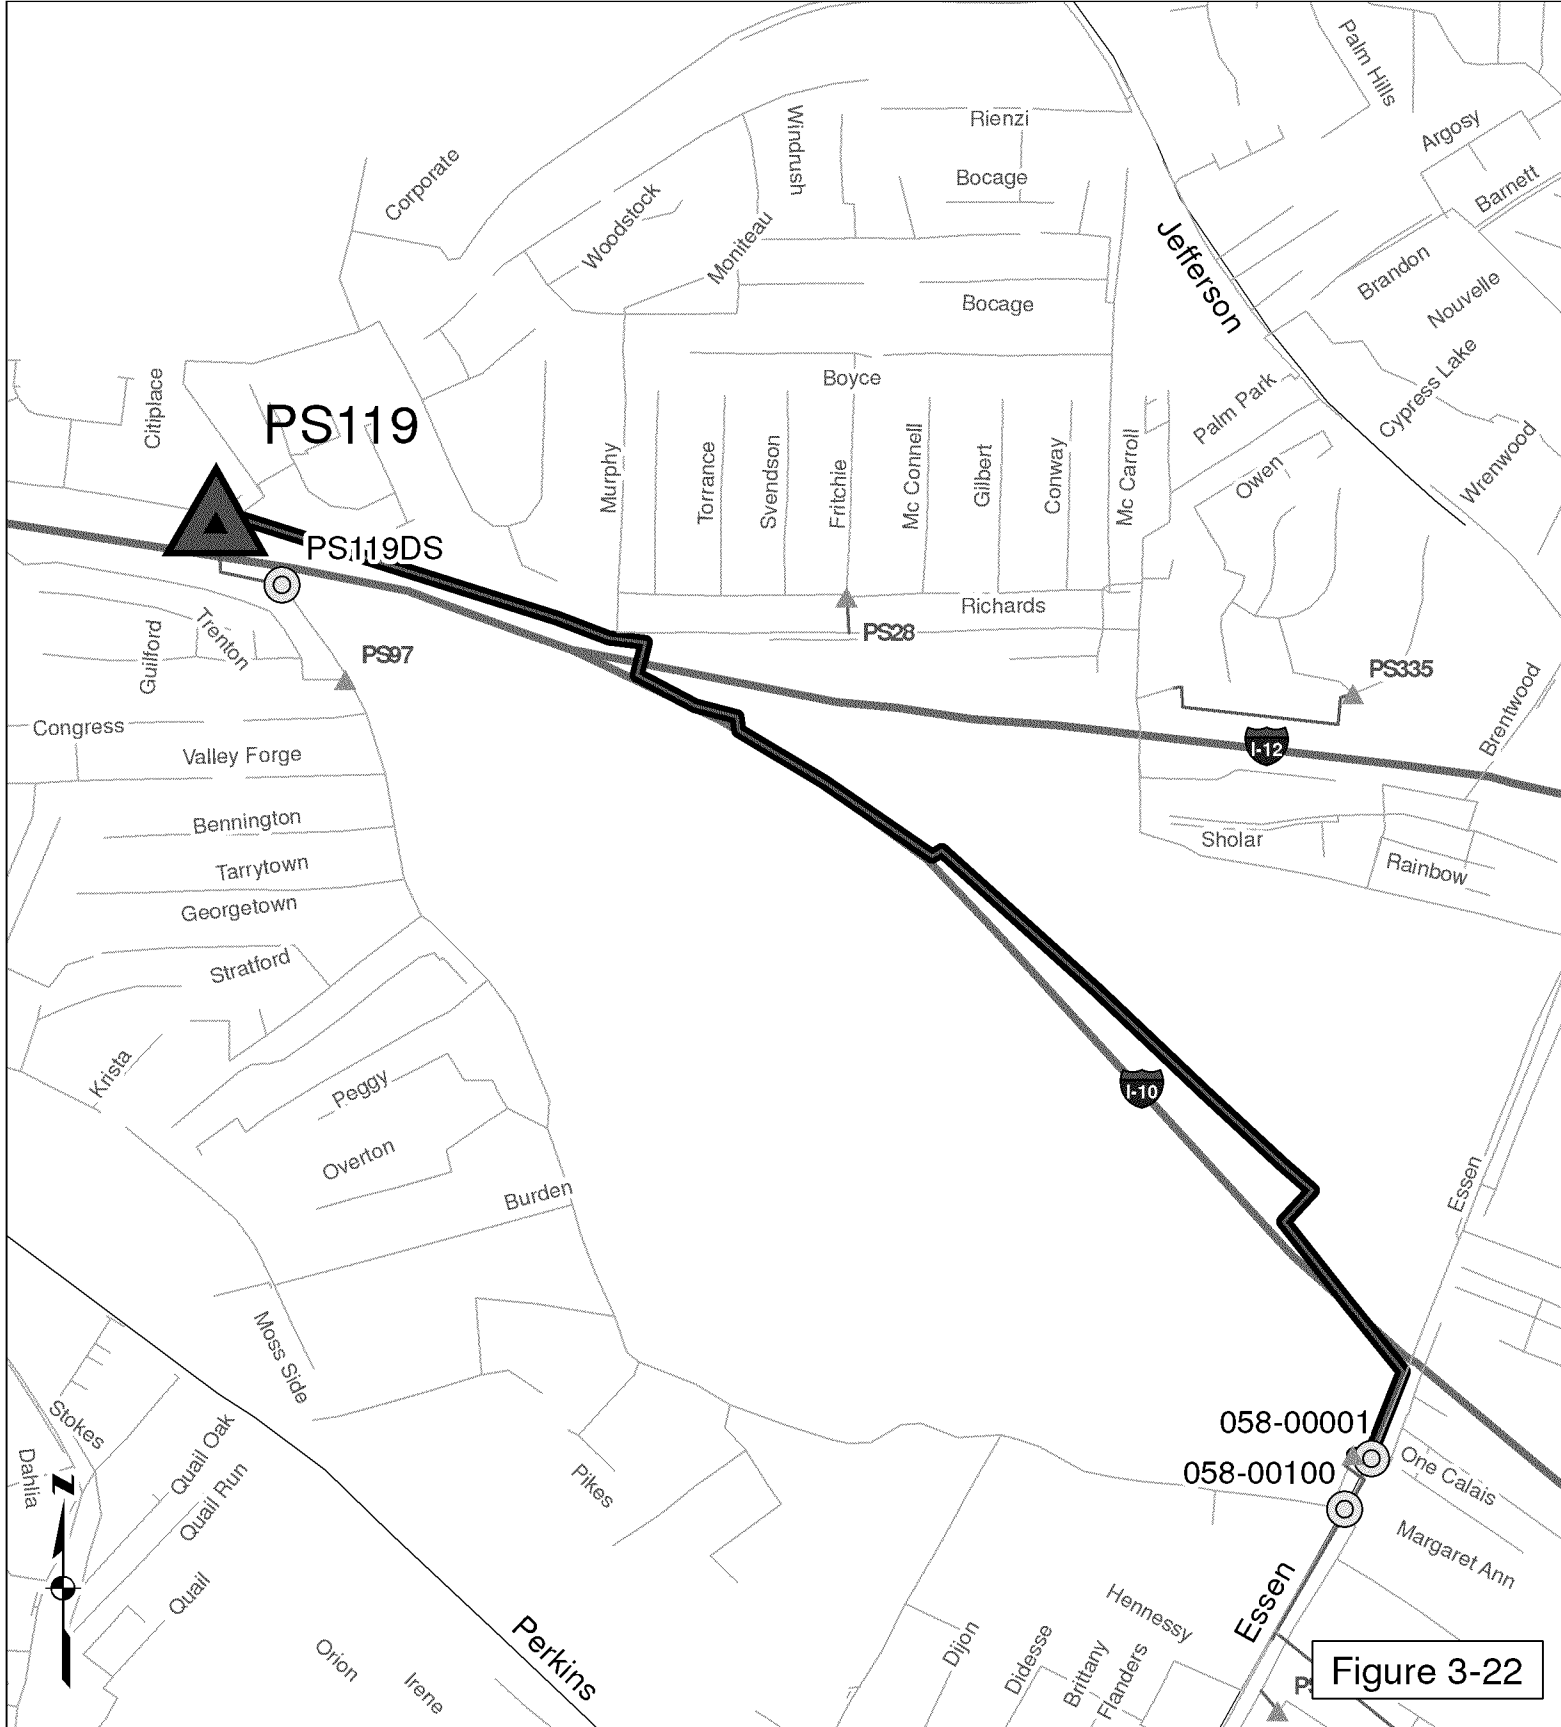 Palm Hills
Rienzi
Windrush
Argosy
Corporate
Bocage
Barnett
Woodstock
Moniteau
Jefferson
Brandon
Nouvelle
Bocage
Citiplace
Boyce
Cypress Lake
Palm Park
PS119
Murphy
Torrance
Svendson
Fritchie
Mc Connell
Gilbert
Conway
Mc Carroll
Owen
Wrenwood
PS119DS
Richards
Guilford
Trenton
PS28
PS97
PS335
Brentwood
Congress
I-12
Valley Forge
Bennington
Sholar
Tarrytown
Rainbow
Georgetown
Stratford
Krista
Peggy
I-10
Overton
Burden
Essen
Moss Side
058-00001
Stokes
Quail Oak
058-00100
One Calais
Dahlia
Z
Quail Run
Pikes
Margaret Ann
Quail
Hennessy
Essen
Perkins
Orion
Irene
Dijon
Didesse
Brittany
Flanders
Figure 3-22